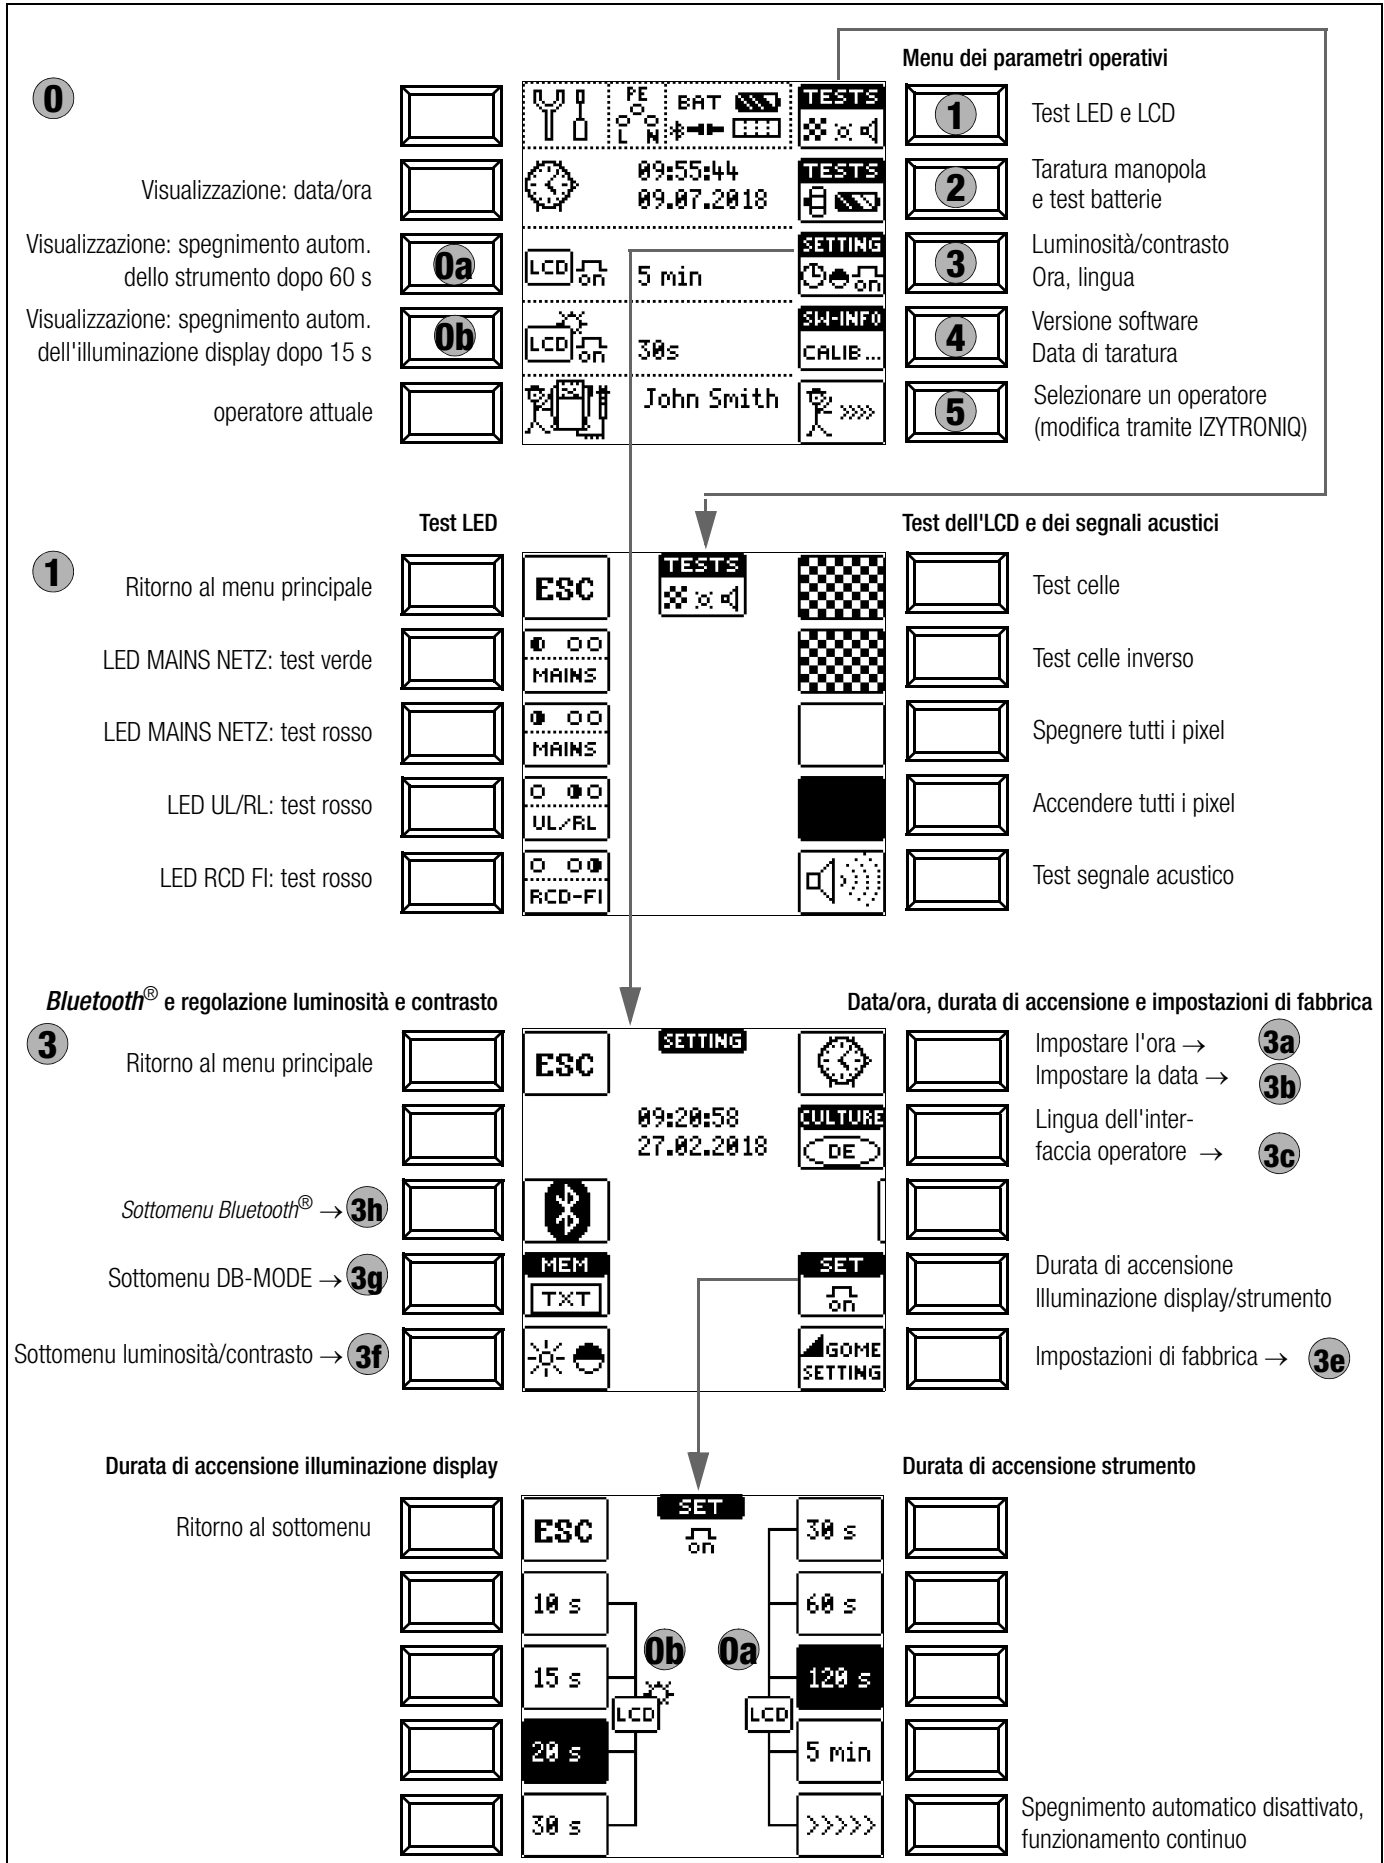 Menu dei parametri operativi
0
PE
L N
BAT
TESTS
1
Test LED e LCD
Visualizzazione: data/ora
09:55:44
09.07.2018
TESTS
2
Taratura manopola
e test batterie
Visualizzazione: spegnimento autom.
dello strumento dopo 60 s
0a
LCD on
5 min
SETTING
on
3
Luminosità/contrasto
Ora, lingua
Visualizzazione: spegnimento autom.
dell'illuminazione display dopo 15 s
0b
LCD on
30s
SW-INFO
CALIB...
4
Versione software
Data di taratura
operatore attuale
John Smith
»»
5
Selezionare un operatore
(modifica tramite IZYTRONIQ)
Test LED
Test dell'LCD e dei segnali acustici
1
Ritorno al menu principale
ESC
TESTS
Test celle
LED MAINS NETZ: test verde
MAINS
Test celle inverso
LED MAINS NETZ: test rosso
MAINS
Spegnere tutti i pixel
LED UL/RL: test rosso
UL/RL
Accendere tutti i pixel
LED RCD FI: test rosso
RCD-FI
Test segnale acustico
Bluetooth® e regolazione luminosità e contrasto
Data/ora, durata di accensione e impostazioni di fabbrica
3
Ritorno al menu principale
ESC
SETTING
Impostare l'ora → 3a
Impostare la data → 3b
09:20:58
27.02.2018
CULTURE
DE
Lingua dell'inter-
faccia operatore → 3c
Sottomenu Bluetooth® → 3h
Sottomenu DB-MODE → 3g
MEM
TXT
SET
on
Durata di accensione
Illuminazione display/strumento
Sottomenu luminosità/contrasto → 3f
GOME
SETTING
Impostazioni di fabbrica → 3e
Durata di accensione illuminazione display
Durata di accensione strumento
Ritorno al sottomenu
ESC
SET
on
30 s
10 s
60 s
0b
0a
15 s
120 s
LCD
LCD
20 s
5 min
30 s
>>>>>
Spegnimento automatico disattivato,
funzionamento continuo